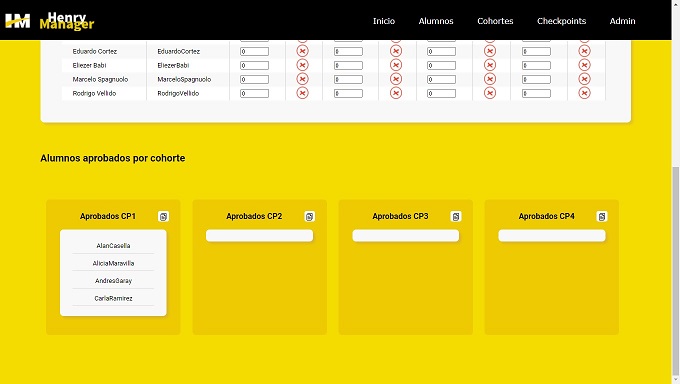 HM Henry Manager Inicio Alumnos Cohortes Checkpoints Admin
Eduardo Cortez EduardoCortez 0 0 0 0
Eliezer Babi EliezerBabi 0 0 0 0
Marcelo Spagnuolo MarceloSpagnuolo 0 0 0 0
Rodrigo Vellido RodrigoVellido 0 0 0 0
Alumnos aprobados por cohorte
Aprobados CP1 Aprobados CP2 Aprobados CP3 Aprobados CP4
AlanCasella
AliciaMaravilla
AndresGaray
CarlaRamirez